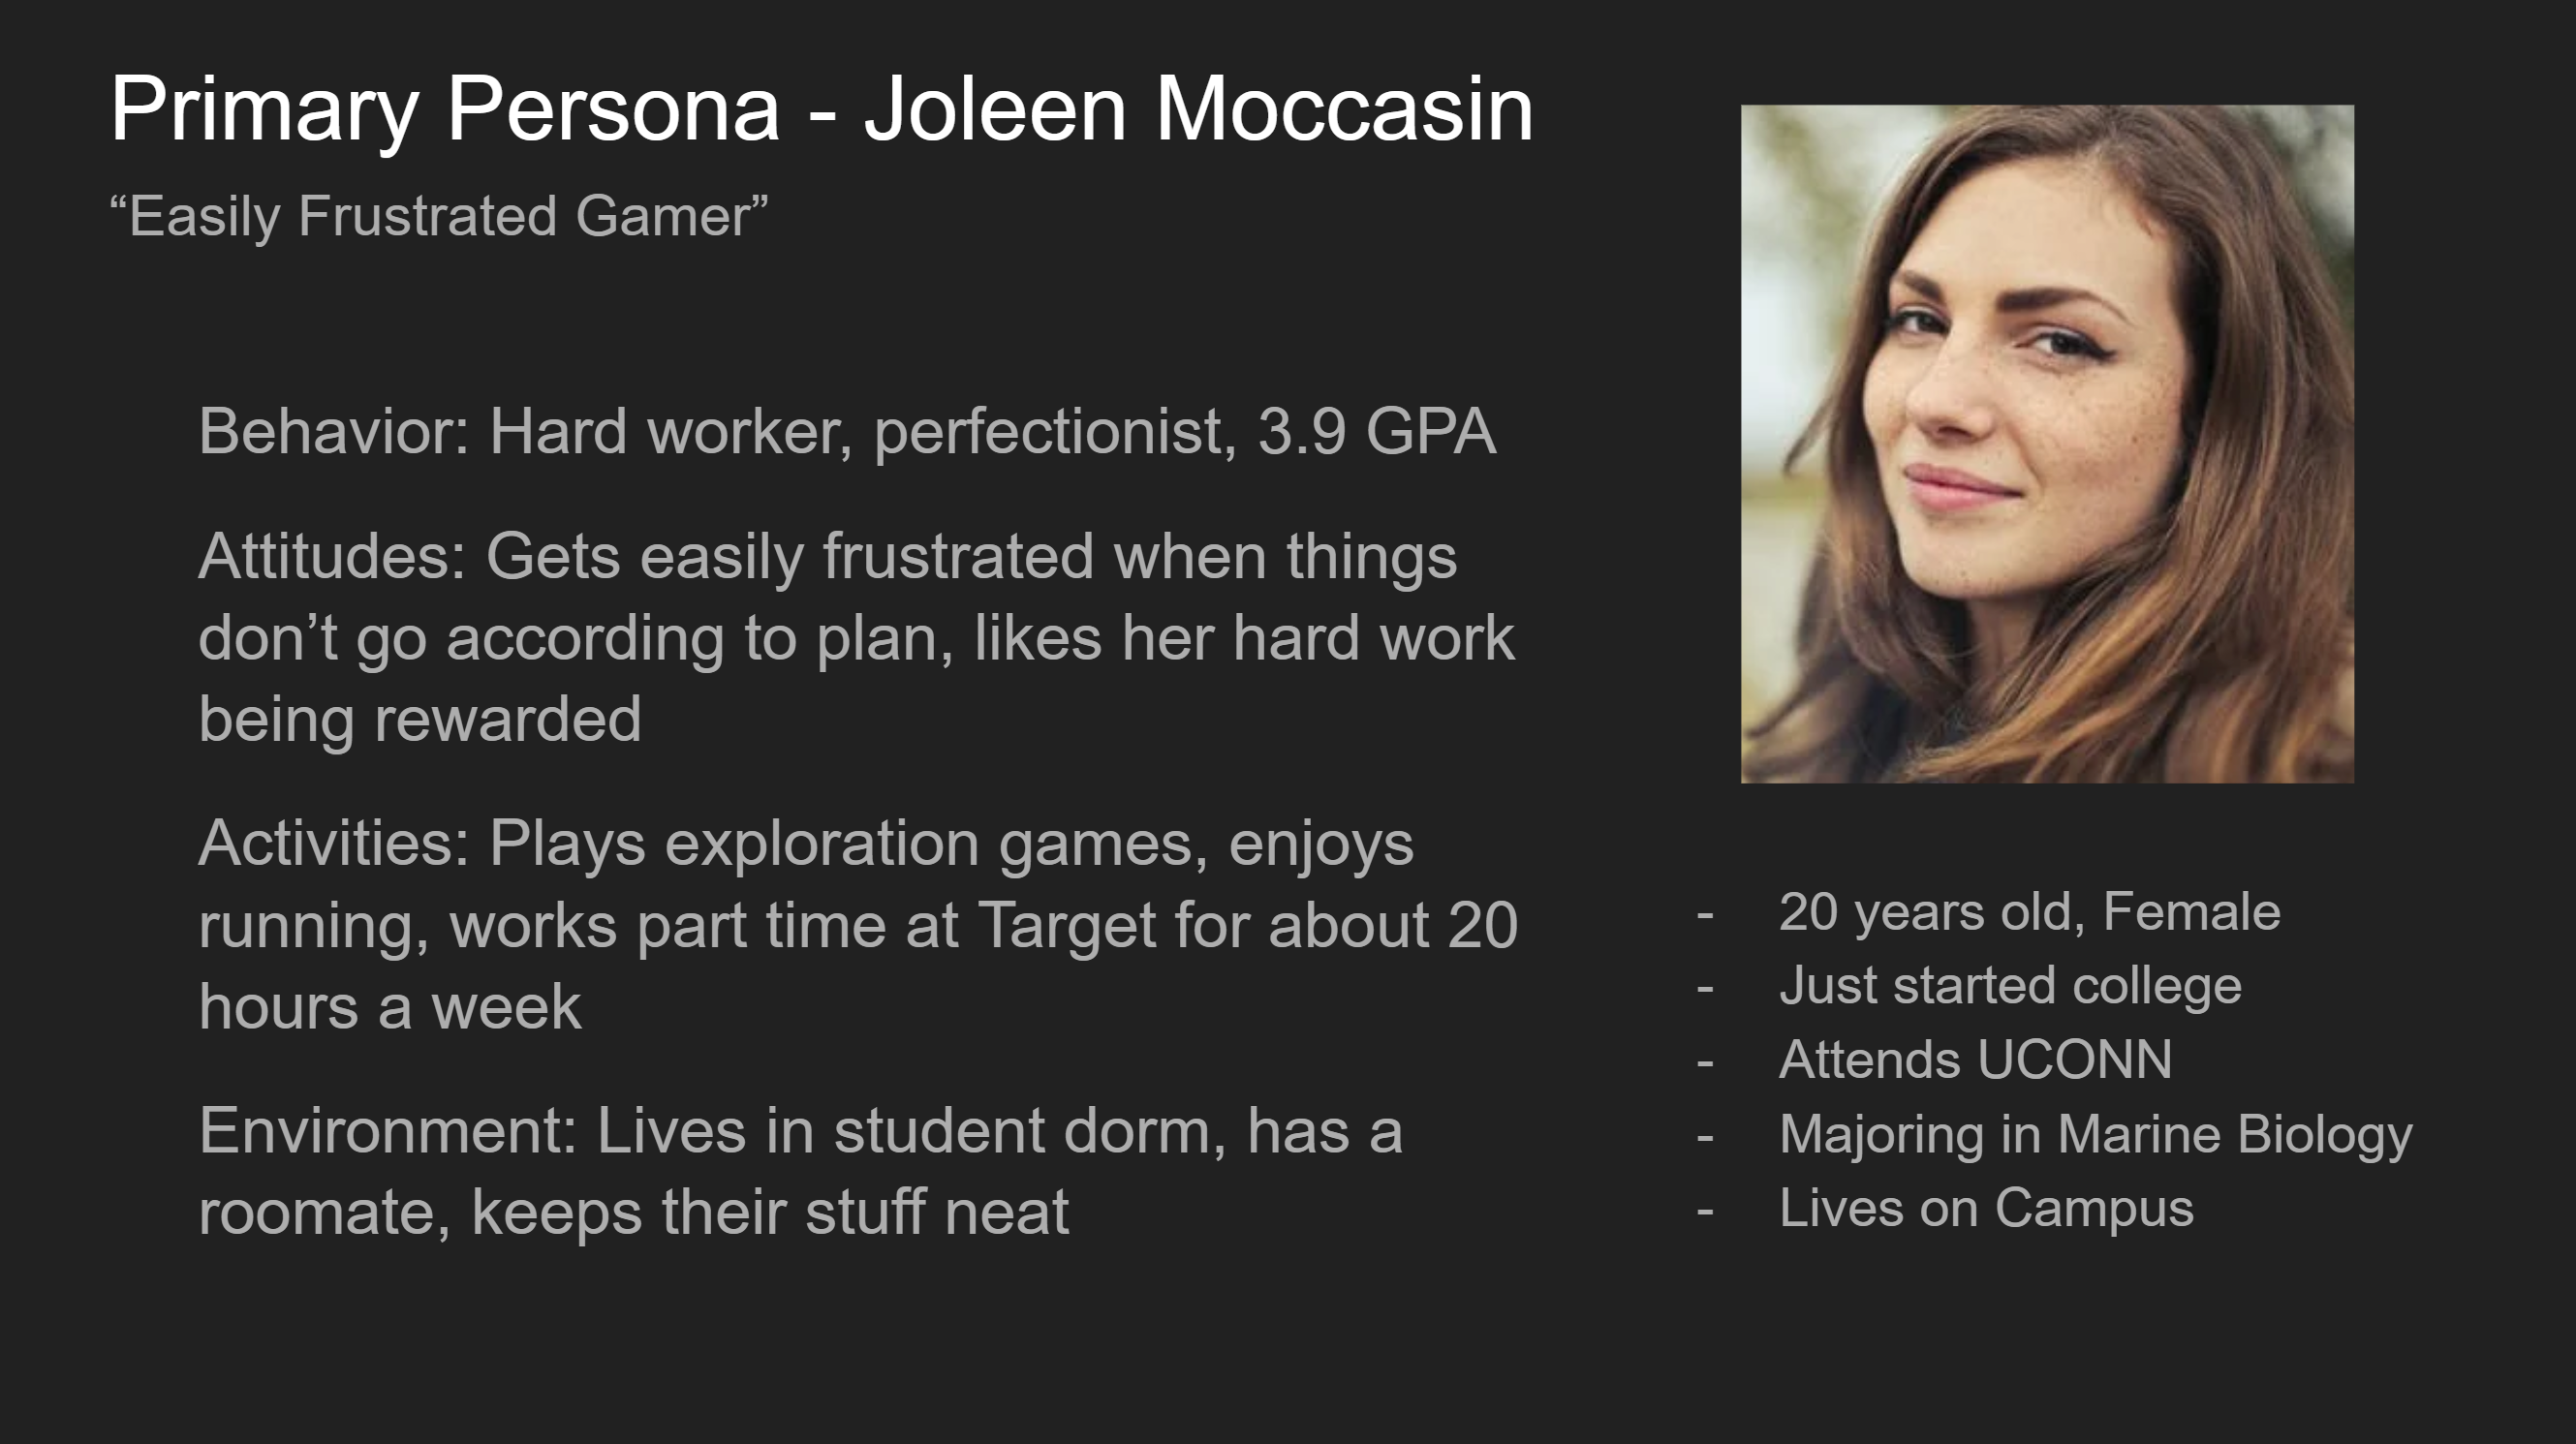 Primary Persona - Joleen Moccasin
“Easily Frustrated Gamer”
Behavior: Hard worker, perfectionist, 3.9 GPA
Attitudes: Gets easily frustrated when things
don’t go according to plan, likes her hard work
being rewarded
Activities: Plays exploration games, enjoys
running, works part time at Target for about 20
hours a week
Environment: Lives in student dorm, has a
roomate, keeps their stuff neat
- 20 years old, Female
- Just started college
- Attends UCONN
- Majoring in Marine Biology
- Lives on Campus